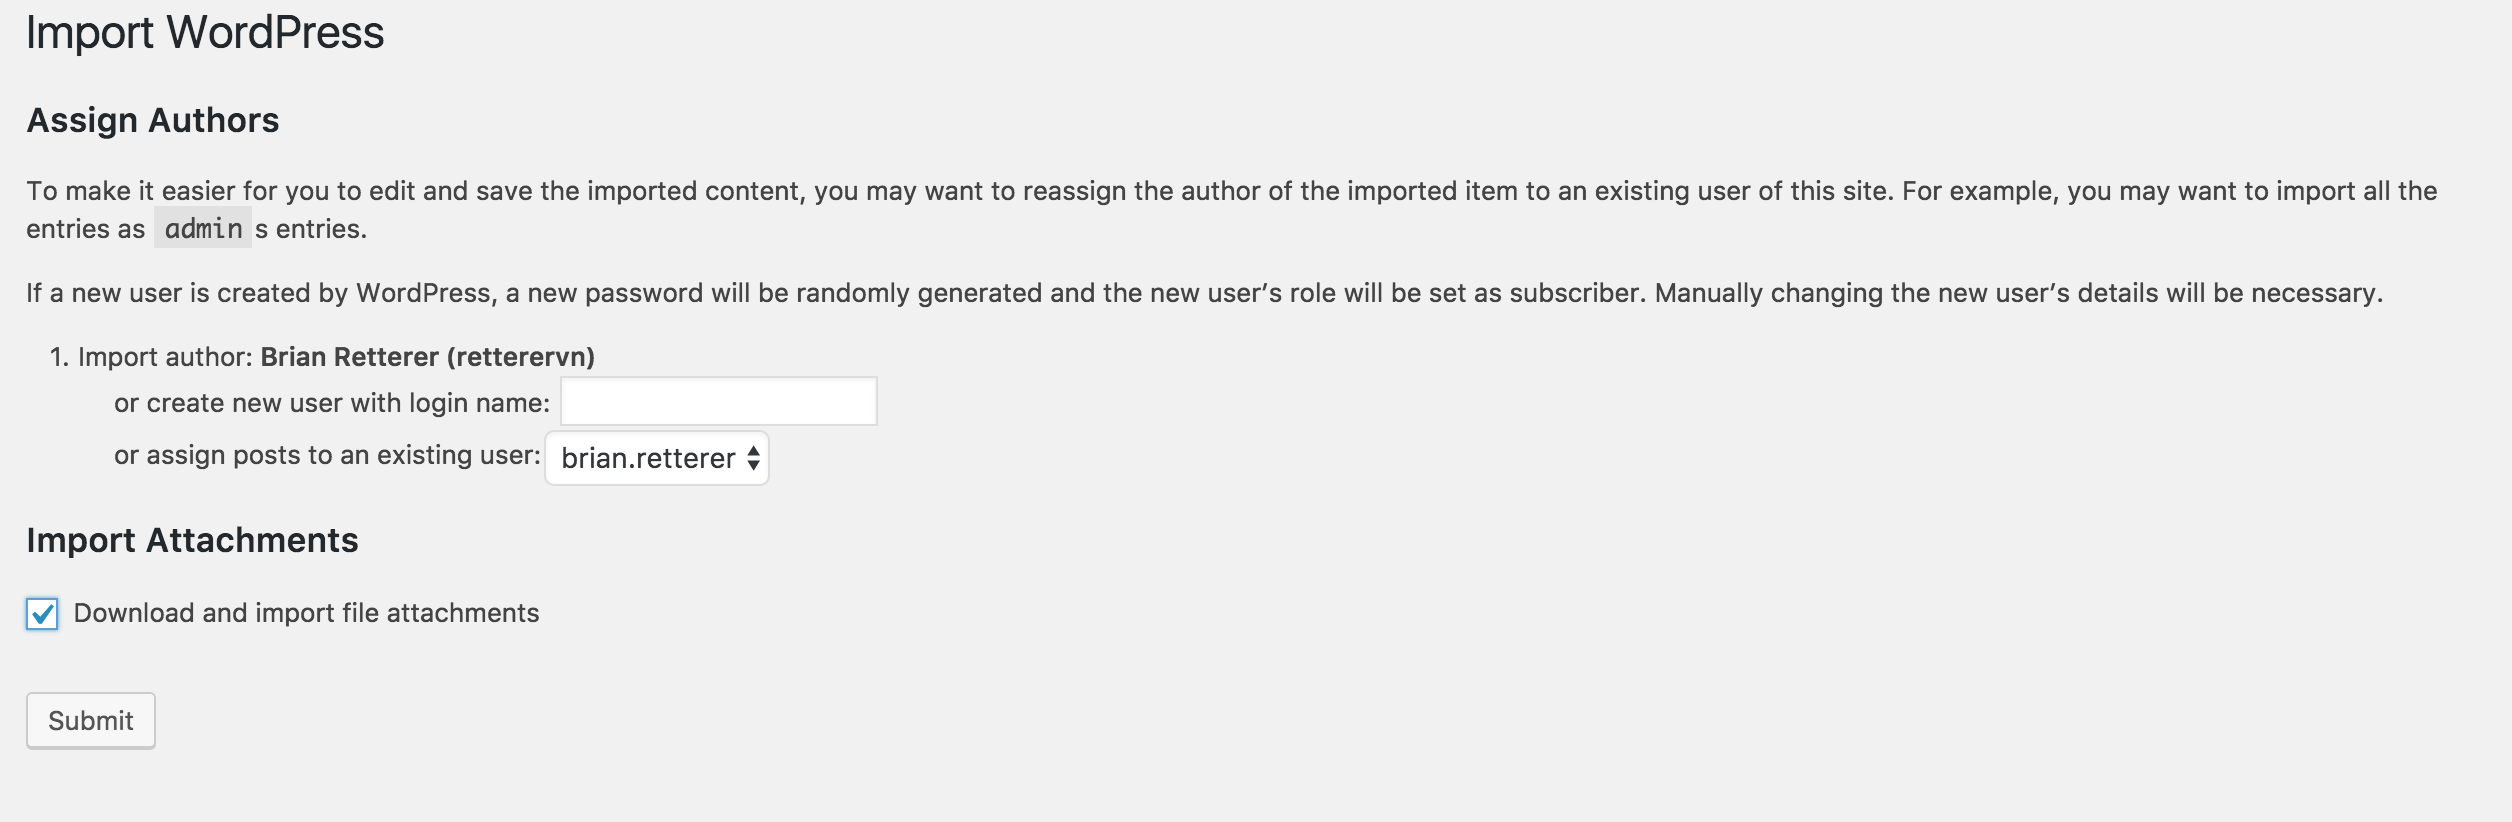 Import WordPress
Assign Authors
To make it easier for you to edit and save the imported content, you may want to reassign the author of the imported item to an existing user of this site. For example, you may want to import all the
entries as admin s entries.
If a new user is created by WordPress, a new password will be randomly generated and the new user’s role will be set as subscriber. Manually changing the new user’s details will be necessary.
1. Import author: Brian Retterer (retterervn)
or create new user with login name:
or assign posts to an existing user: brian.retterer
Import Attachments
Download and import file attachments
Submit